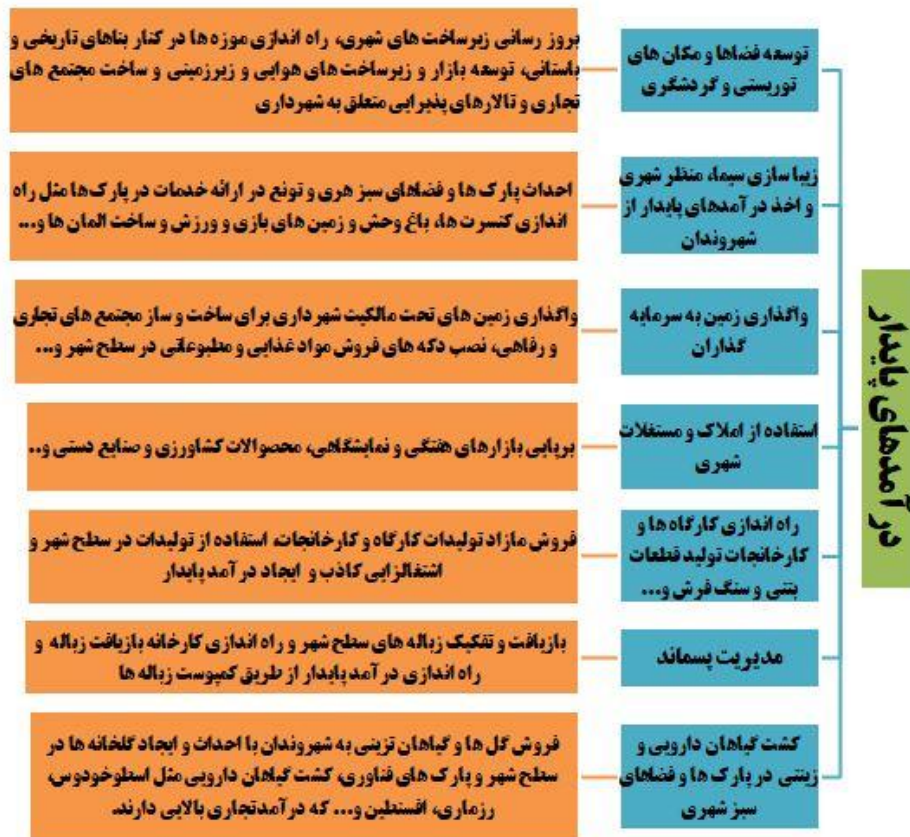 درآمدهای پایدار
توسعه فضاها و مکان های
توریستی و گردشگری
بروز رسانی زیرساخت های شهری، راه اندازی موزه ها در کنار بناهای تاریخی و
باستانی، توسعه بازار و زیرساخت های هوایی و زیرزمینی و ساخت مجتمع های
تجاری و تالارهای پذیرایی متعلق به شهرداری
زیبا سازی سیما، منظر شهری
و اخذ درآمدهای پایدار از
شهروندان
احداث پارک ها و فضاهای سبز هری و تونع در ارائه خدمات در پارک ها مثل راه
اندازی کنسرت ها، باغ وحش و زمین های بازی و ورزش و ساخت المان ها و...
واگذاری زمین به سرمایه
گذاران
واگذاری زمین های تحت مالکیت شهرداری برای ساخت و ساز مجتمع های تجاری
و رفاهی، نصب دکه های فروش مواد غذایی و مطبوعاتی در سطح شهر و...
استفاده از املاک و مستغلات
شهری
برپایی بازارهای هفتگی و نمایشگاهی، محصوالات کشاورزی و صنایع دستی و..
راه اندازی کارگاه ها و
کارخانجات تولید قطعات
بتنی و سنگ فرش و...
فروش مازاد تولیدات کارگاه و کارخانجات، استفاده از تولیدات در سطح شهر و
اشتغالزایی کاذب و ایجاد درآمد پایدار
مدیریت پسماند
بازیافت و تفکیک زباله های سطح شهر و راه اندازی کارخانه بازیافت زباله و
راه اندازی درآمد پایدار از طریق کمپوست زباله ها
کشت گیاهان دارویی و
زینتی در پارک ها و فضاهای
سبز شهری
فروش گل ها و گیاهان تزینی به شهروندان با احداث و ایجاد گلخانه ها در
سطح شهر و پارک های فناوری، کشت گیاهان دارویی مثل اسطوخودوس،
رزماری، افسنطین و... که درآمدتجاری بالایی دارند.